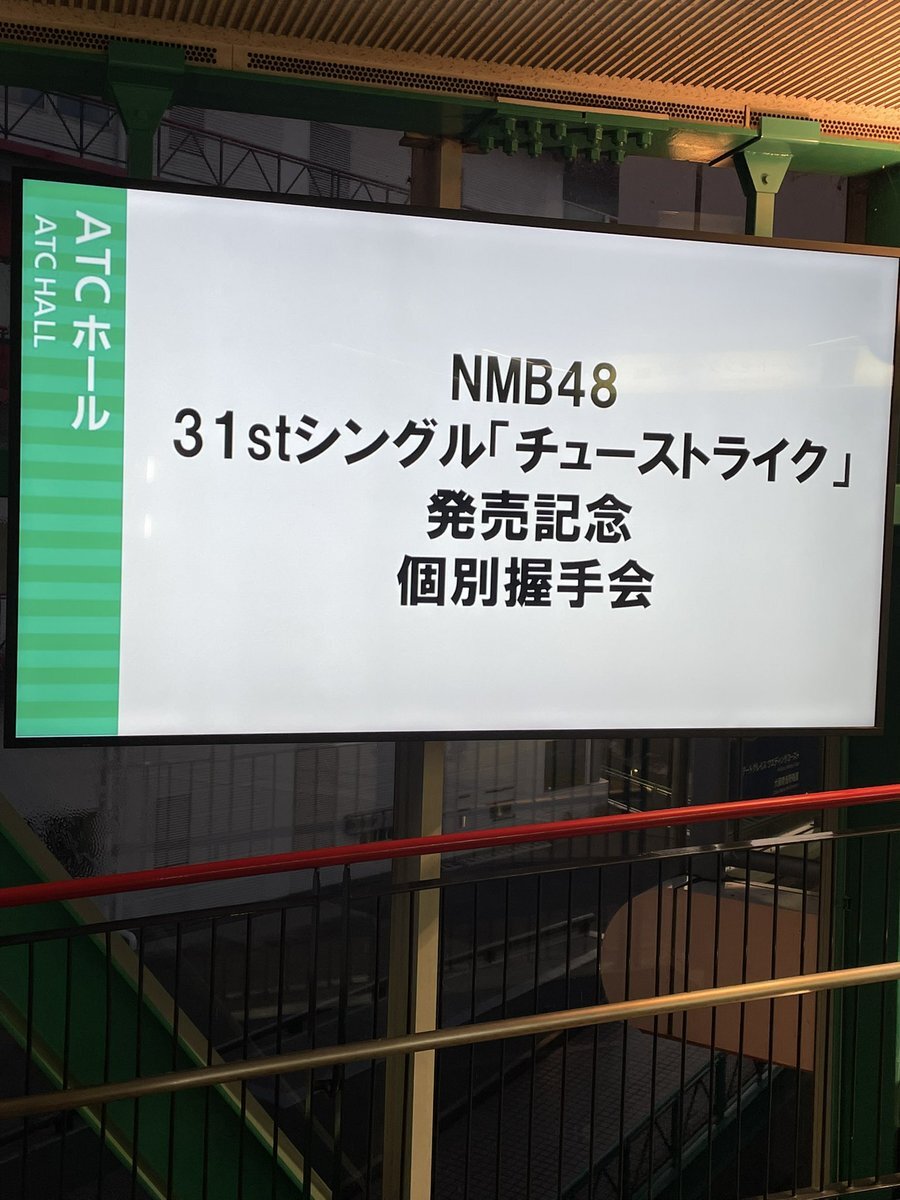 ATCホール
ATC HALL
NMB48
31stシングル「チューストライク」
発売記念
個別握手会